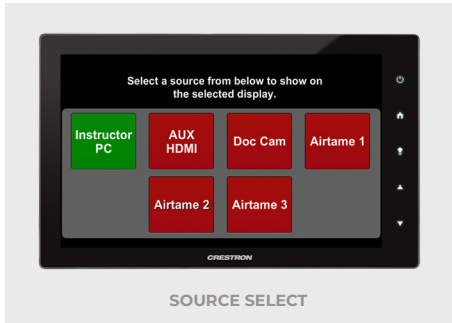 Select a source from below to show on
the selected display.
Instructor
PC
AUX
HDMI
Doc Cam
Airtame 1
Airtame 2
Airtame 3
CRESTRON
SOURCE SELECT